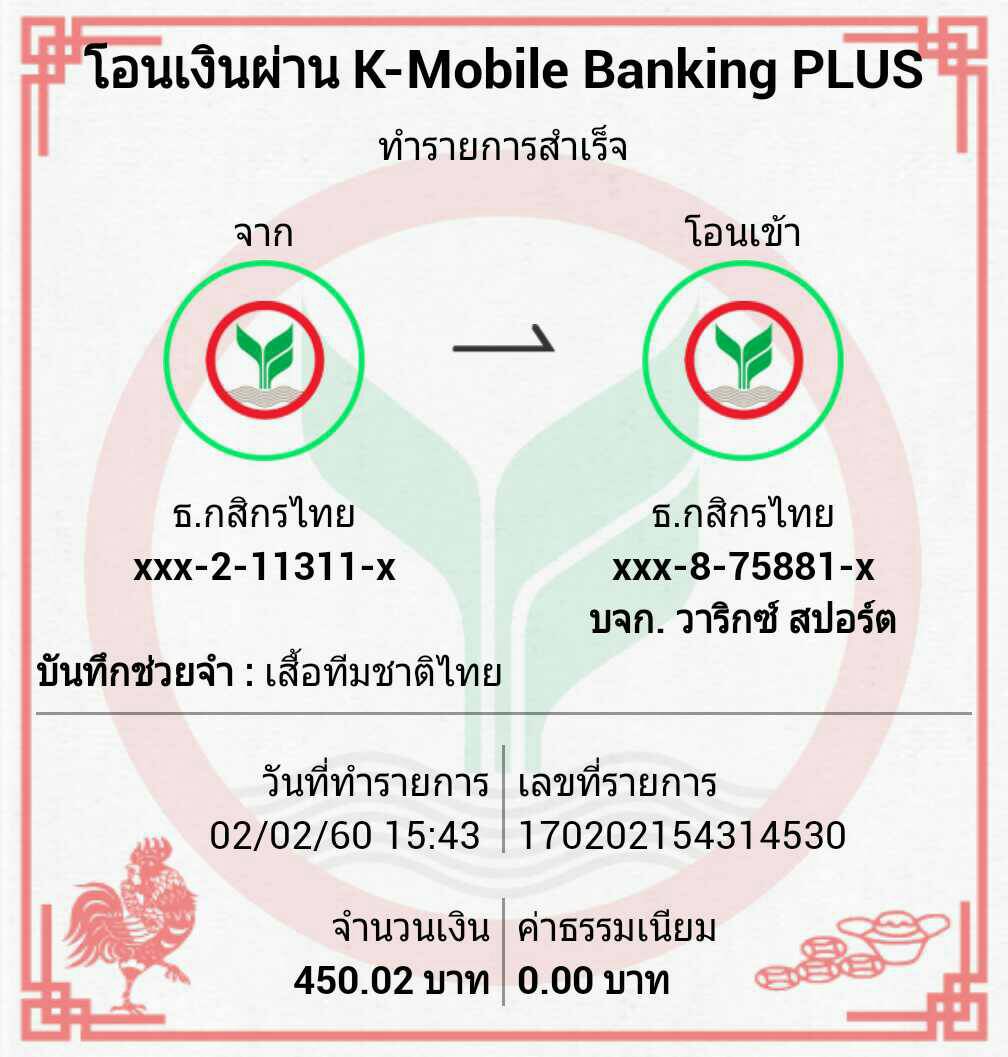 โอนเงินผ่าน K-Mobile Banking PLUS
ทำรายการสำเร็จ
จาก
โอนเข้า
ธ.กสิกรไทย
xxx-2-11311-x
ธ.กสิกรไทย
xxx-8-75881-x
บจก. วาริกซ์ สปอร์ต
บันทึกช่วยจำ : เสื้อทีมชาติไทย
วันที่ทำรายการ
02/02/60 15:43
เลขที่รายการ
170202154314530
จำนวนเงิน
450.02 บาท
ค่าธรรมเนียม
0.00 บาท